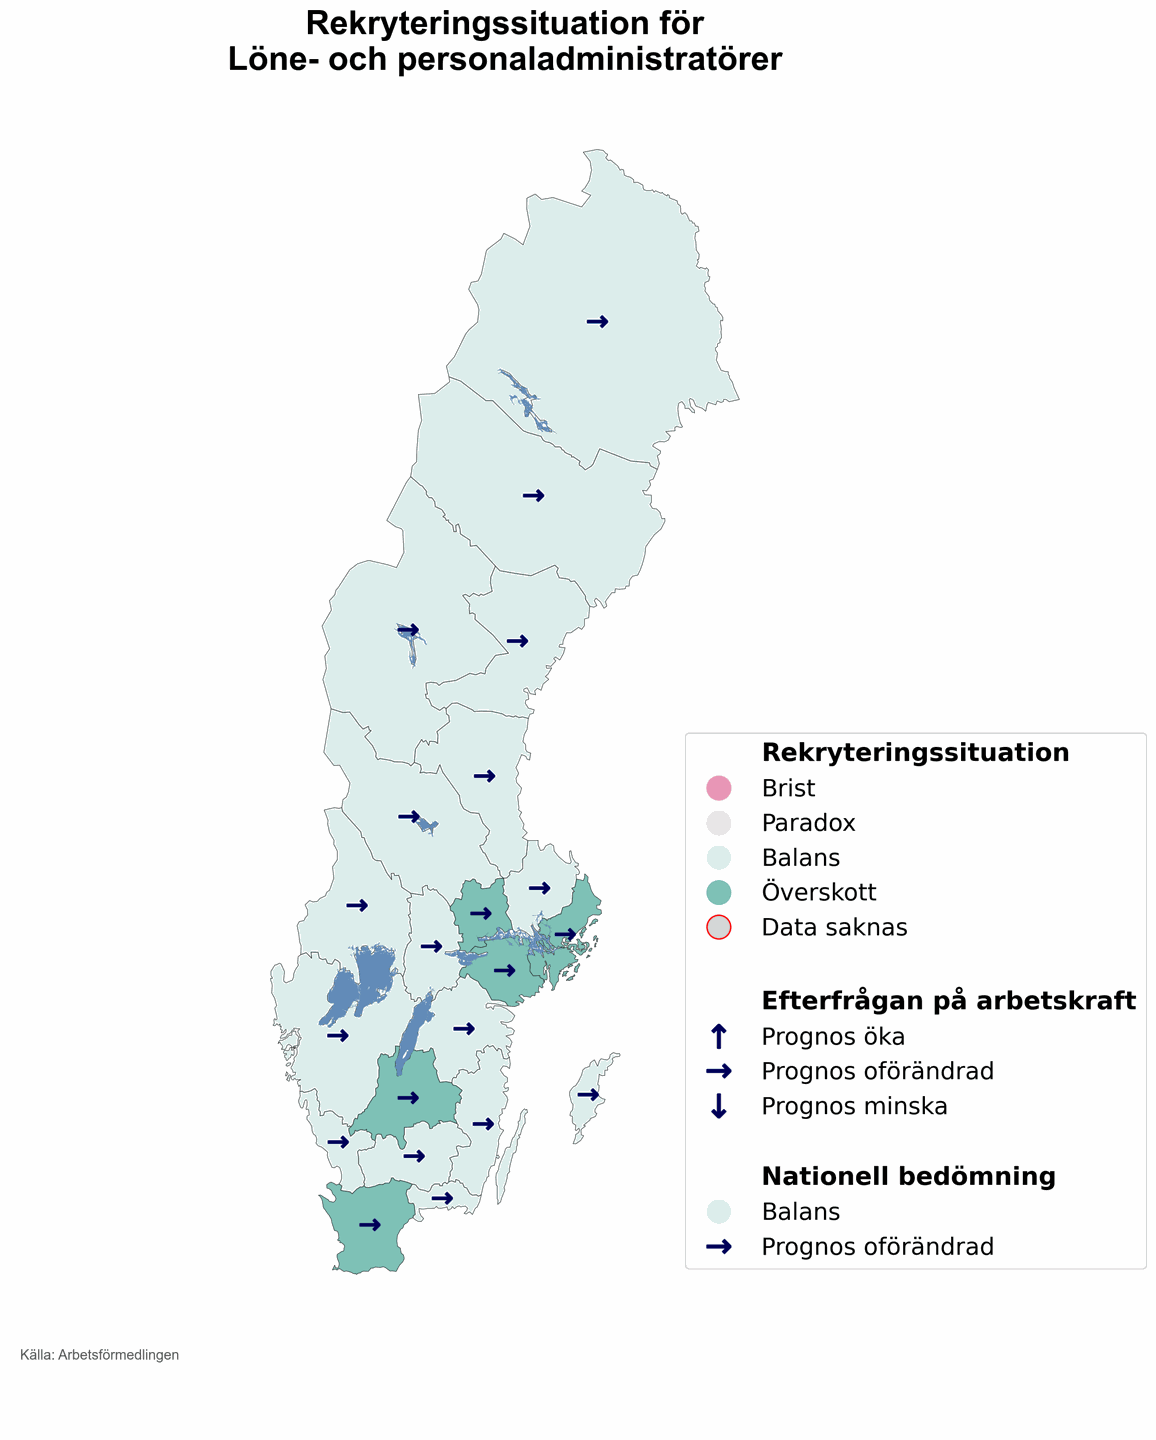 Rekryteringssituation för
Löne- och personaladministratörer
Rekryteringssituation
Brist
Paradox
Balans
Överskott
Data saknas
Efterfrågan på arbetskraft
Prognos öka
Prognos oförändrad
Prognos minska
Nationell bedömning
Balans
Prognos oförändrad
Källa: Arbetsförmedlingen